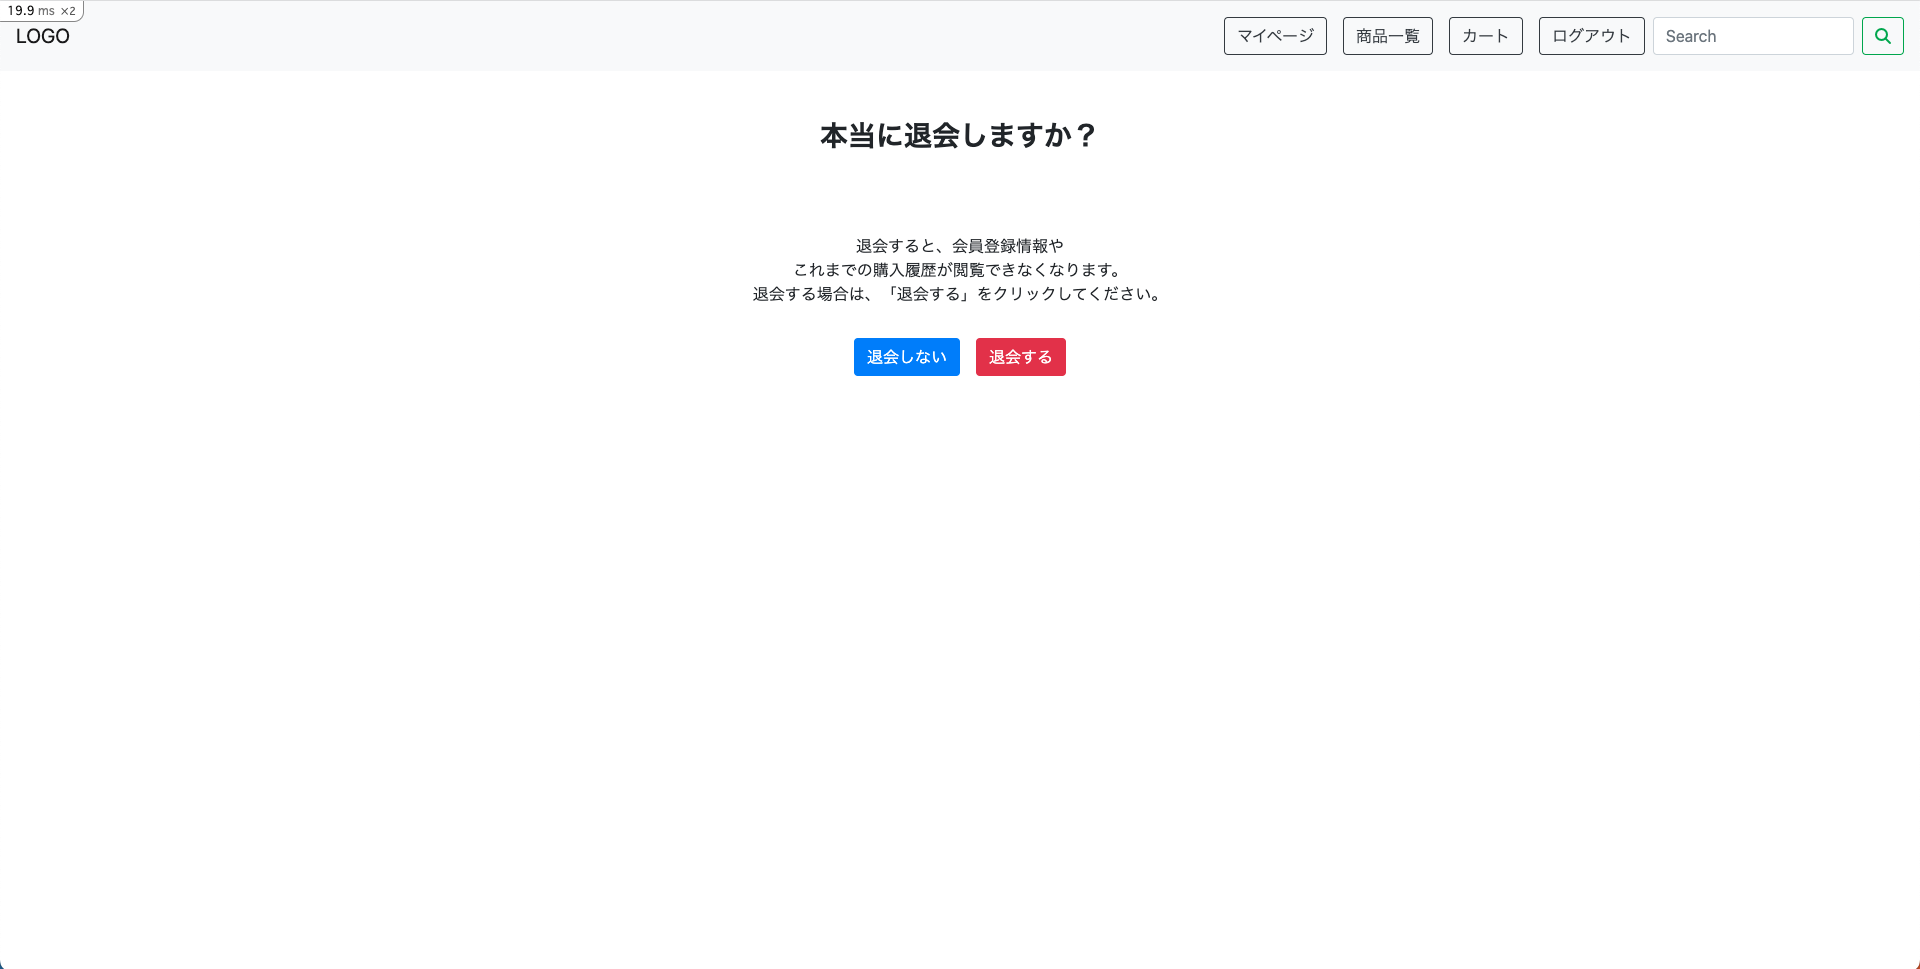 19.9 ms ×2
LOGO
マイページ
商品一覧
カート
ログアウト
Search
本当に退会しますか？
退会すると、会員登録情報や
これまでの購入履歴が閲覧できなくなります。
退会する場合は、「退会する」をクリックしてください。
退会しない
退会する